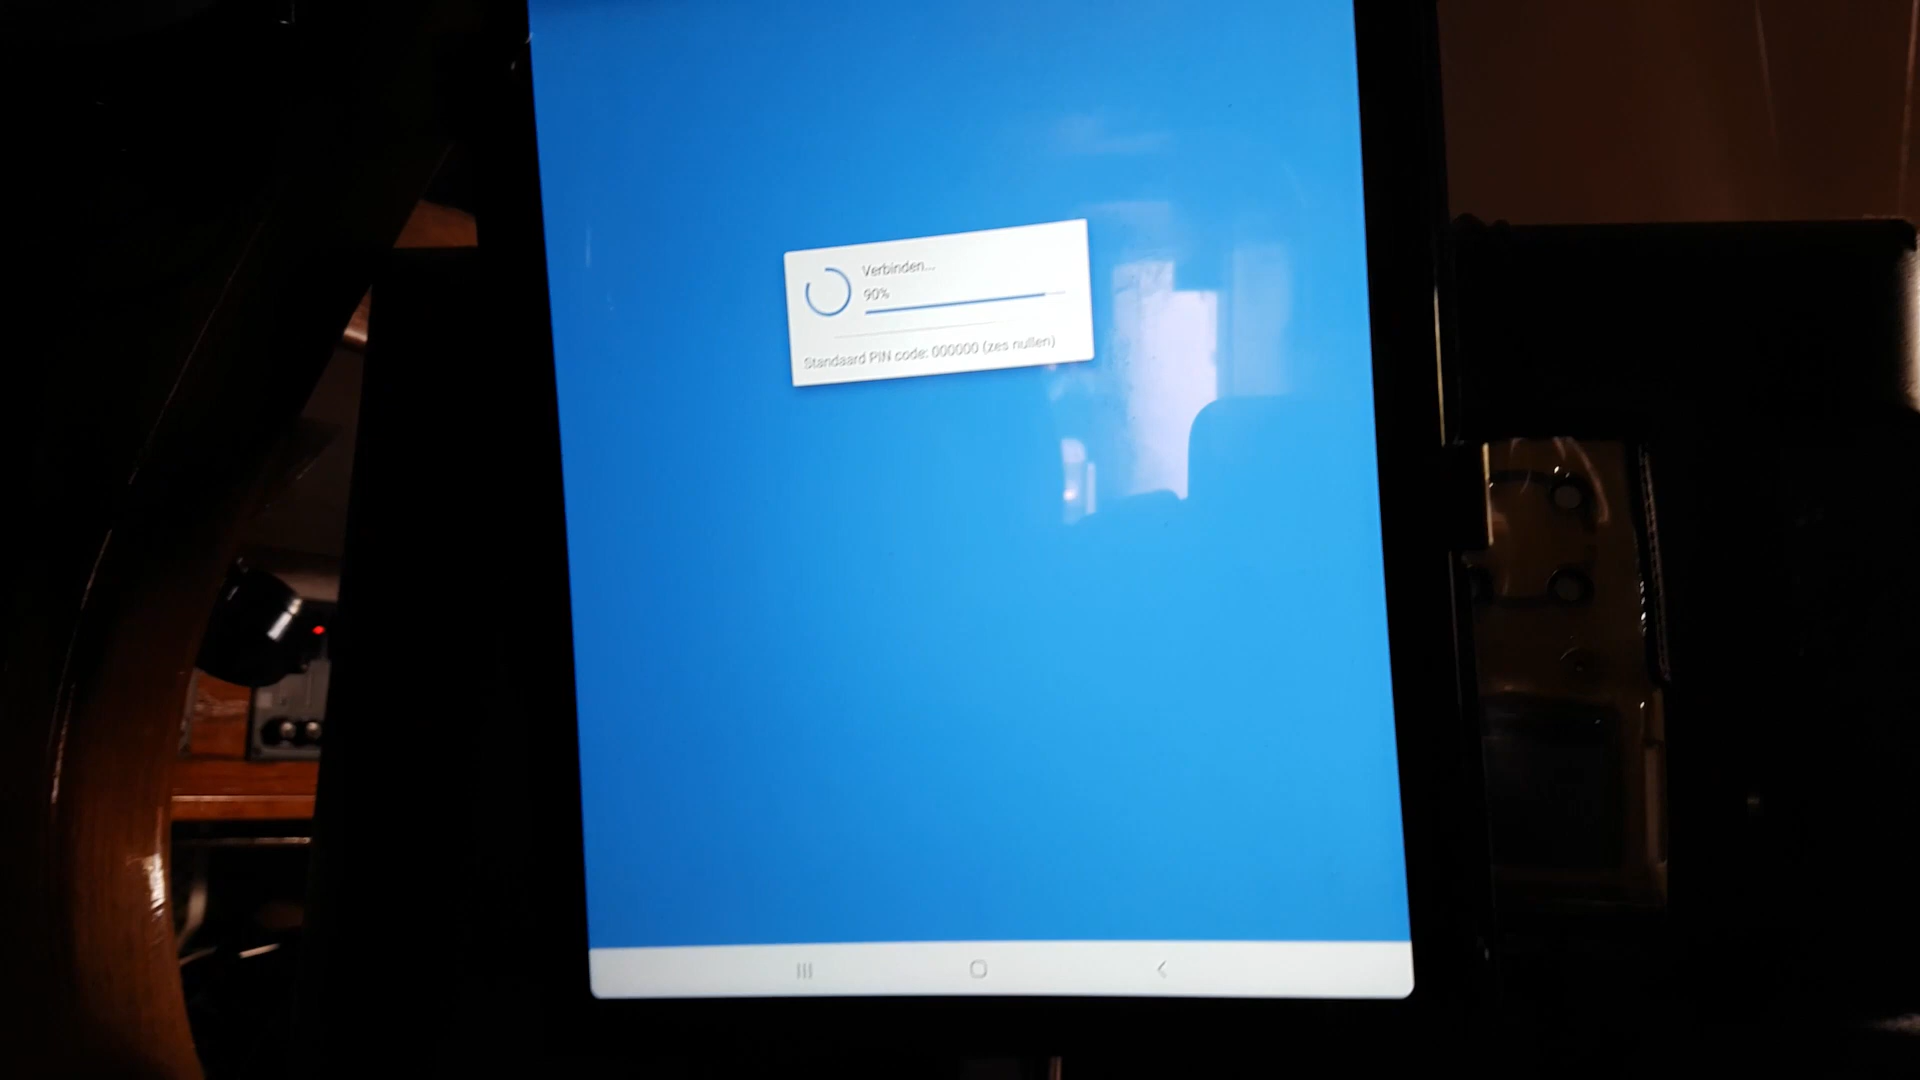 Verbinden...
90%
Standaard PIN code: 000000 (zes nullen)